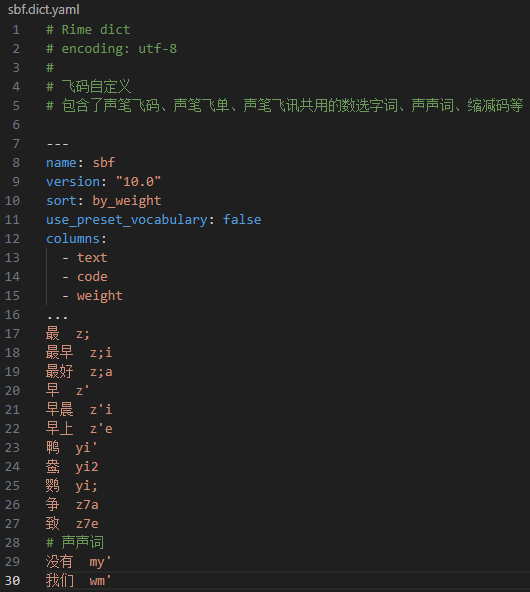 sbf.dict.yaml
1 # Rime dict
2 # encoding: utf-8
3 #
4 # 飞码自定义
5 # 包含了声笔飞码、声笔飞单、声笔飞讯共用的数选字词、声声词、缩减码等
6
7 ---
8 name: sbf
9 version: "10.0"
10 sort: by_weight
11 use_preset_vocabulary: false
12 columns:
13 - text
14 - code
15 - weight
16 ...
17 最 z;
18 最早 z;i
19 最好 z;a
20 早 z'
21 早晨 z'i
22 早上 z'e
23 鸭 yi'
24 鸯 yi2
25 鹦 yi;
26 争 z7a
27 致 z7e
28 # 声声词
29 没有 my'
30 我们 wm'